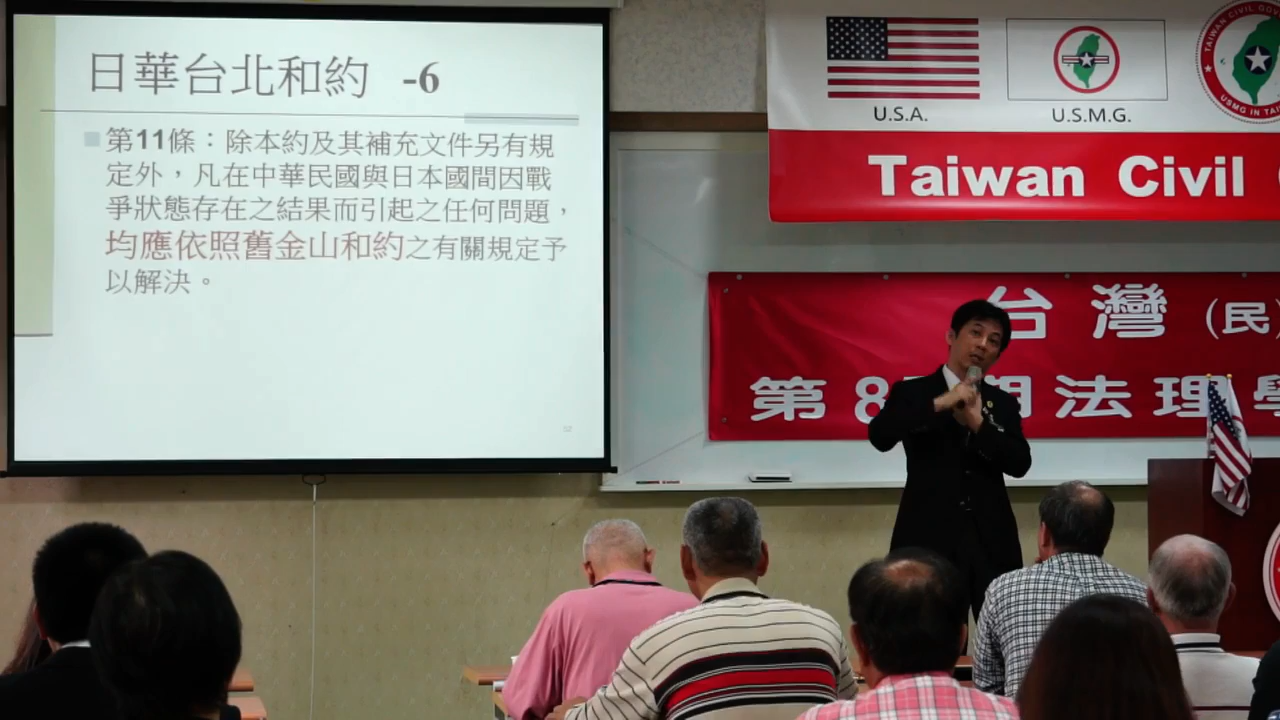 日華台北和約 -6
第11條：除本約及其補充文件另有規
定外，凡在中華民國與日本國間因戰
爭狀態存在之結果而引起之任何問題，
均應依照舊金山和約之有關規定予
以解決。
U.S.A.
U.S.M.G.
Taiwan Civil
台灣（民
第8 期法理學